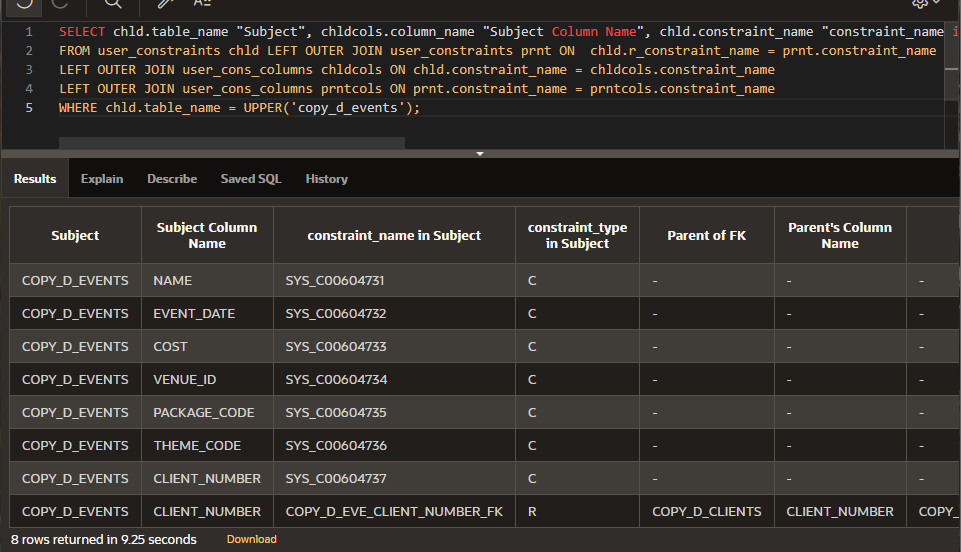 1 SELECT chld.table_name "Subject", chldcols.column_name "Subject Column Name", chld.constraint_name "constraint_name i
2 FROM user_constraints chld LEFT OUTER JOIN user_constraints prnt ON  chld.r_constraint_name = prnt.constraint_name
3 LEFT OUTER JOIN user_cons_columns chldcols ON chld.constraint_name = chldcols.constraint_name
4 LEFT OUTER JOIN user_cons_columns prntcols ON prnt.constraint_name = prntcols.constraint_name
5 WHERE chld.table_name = UPPER('copy_d_events');
Results Explain Describe Saved SQL History
Subject Subject Column Name constraint_name in Subject constraint_type in Subject Parent of FK Parent's Column Name
COPY_D_EVENTS NAME SYS_C00604731 C - - -
COPY_D_EVENTS EVENT_DATE SYS_C00604732 C - - -
COPY_D_EVENTS COST SYS_C00604733 C - - -
COPY_D_EVENTS VENUE_ID SYS_C00604734 C - - -
COPY_D_EVENTS PACKAGE_CODE SYS_C00604735 C - - -
COPY_D_EVENTS THEME_CODE SYS_C00604736 C - - -
COPY_D_EVENTS CLIENT_NUMBER SYS_C00604737 C - - -
COPY_D_EVENTS CLIENT_NUMBER COPY_D_EVE_CLIENT_NUMBER_FK R COPY_D_CLIENTS CLIENT_NUMBER COPY_
8 rows returned in 9.25 seconds Download